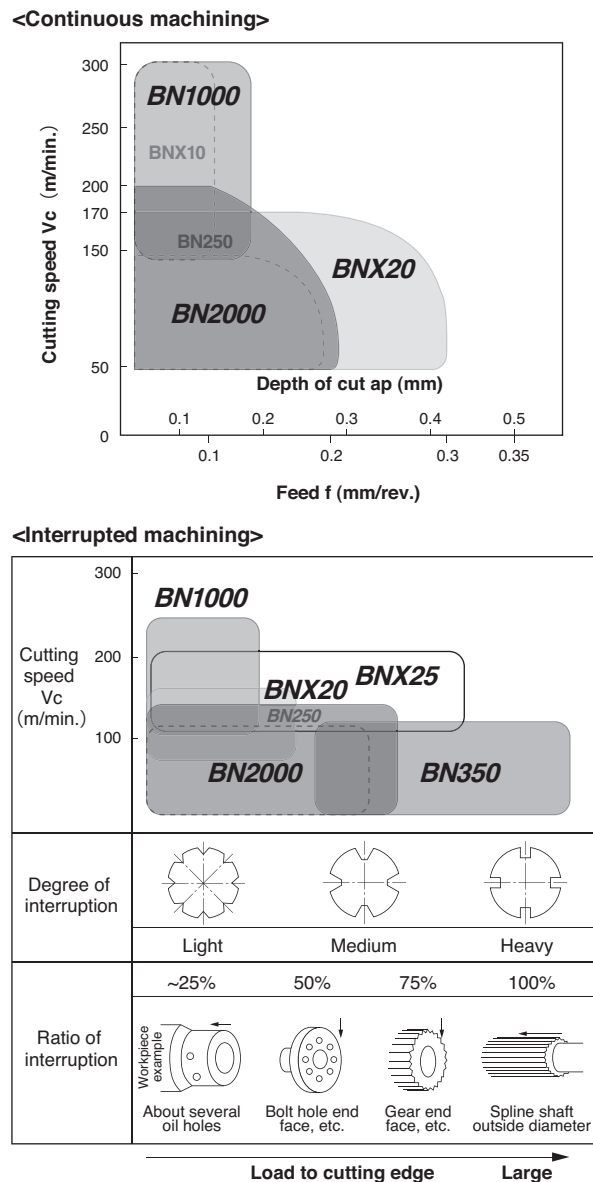 <Continuous machining>
Cutting speed Vc (m/min.)
300
250
200
170
150
50
0
BN1000
BNX10
BN250
BNX20
BN2000
Depth of cut ap (mm)
0.1 0.2 0.3 0.4 0.5
0.1 0.2 0.3 0.35
Feed f (mm/rev.)
<Interrupted machining>
Cutting
speed
Vc
(m/min.)
300
200
100
BN1000
BNX25
BNX20
BN250
BN2000
BN350
Degree of
interruption
Light Medium Heavy
Ratio of
interruption
~25% 50% 75% 100%
Workpiece
example
About several
oil holes
Bolt hole end
face, etc.
Gear end
face, etc.
Spline shaft
outside diameter
Load to cutting edge Large